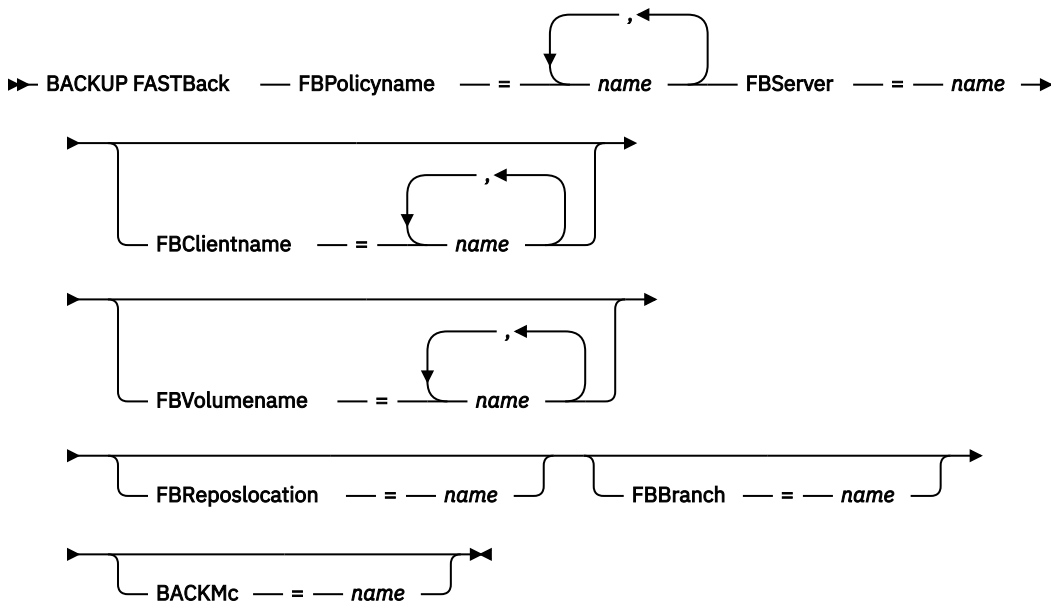 ,
BACKUP FASTBack FBPolicyname = name FBServer = name
,
FBClientname = name
,
FBVolumename = name
FBReposlocation = name FBBranch = name
BACKMc = name